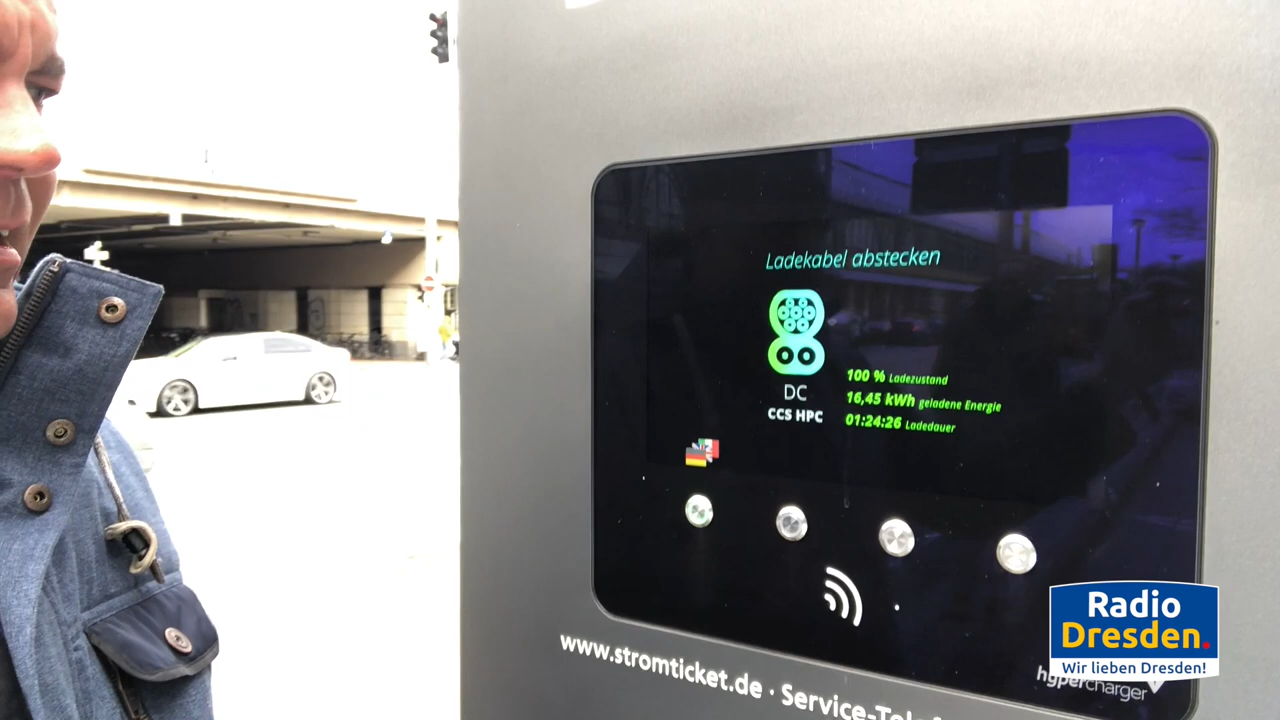 Ladekabel abstecken
DC
CCS HPC
100 % Ladezustand
16,45 kWh geladene Energie
01:24:26 Ladedauer
www.stromticket.de · Service-Telef
hypercharger
Radio
Dresden.
Wir lieben Dresden!